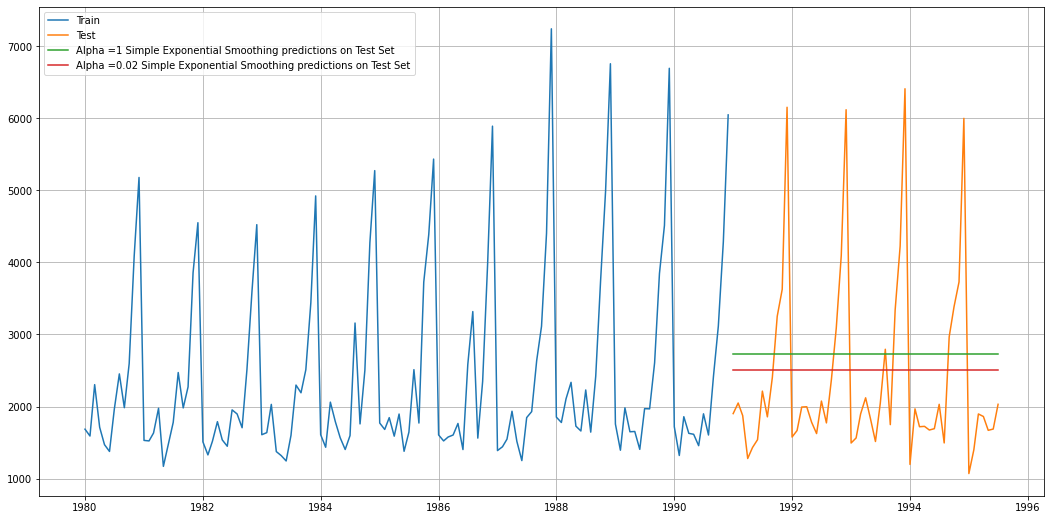 Train
Test
Alpha =1 Simple Exponential Smoothing predictions on Test Set
Alpha =0.02 Simple Exponential Smoothing predictions on Test Set
7000
6000
5000
4000
3000
2000
1000
1980 1982 1984 1986 1988 1990 1992 1994 1996